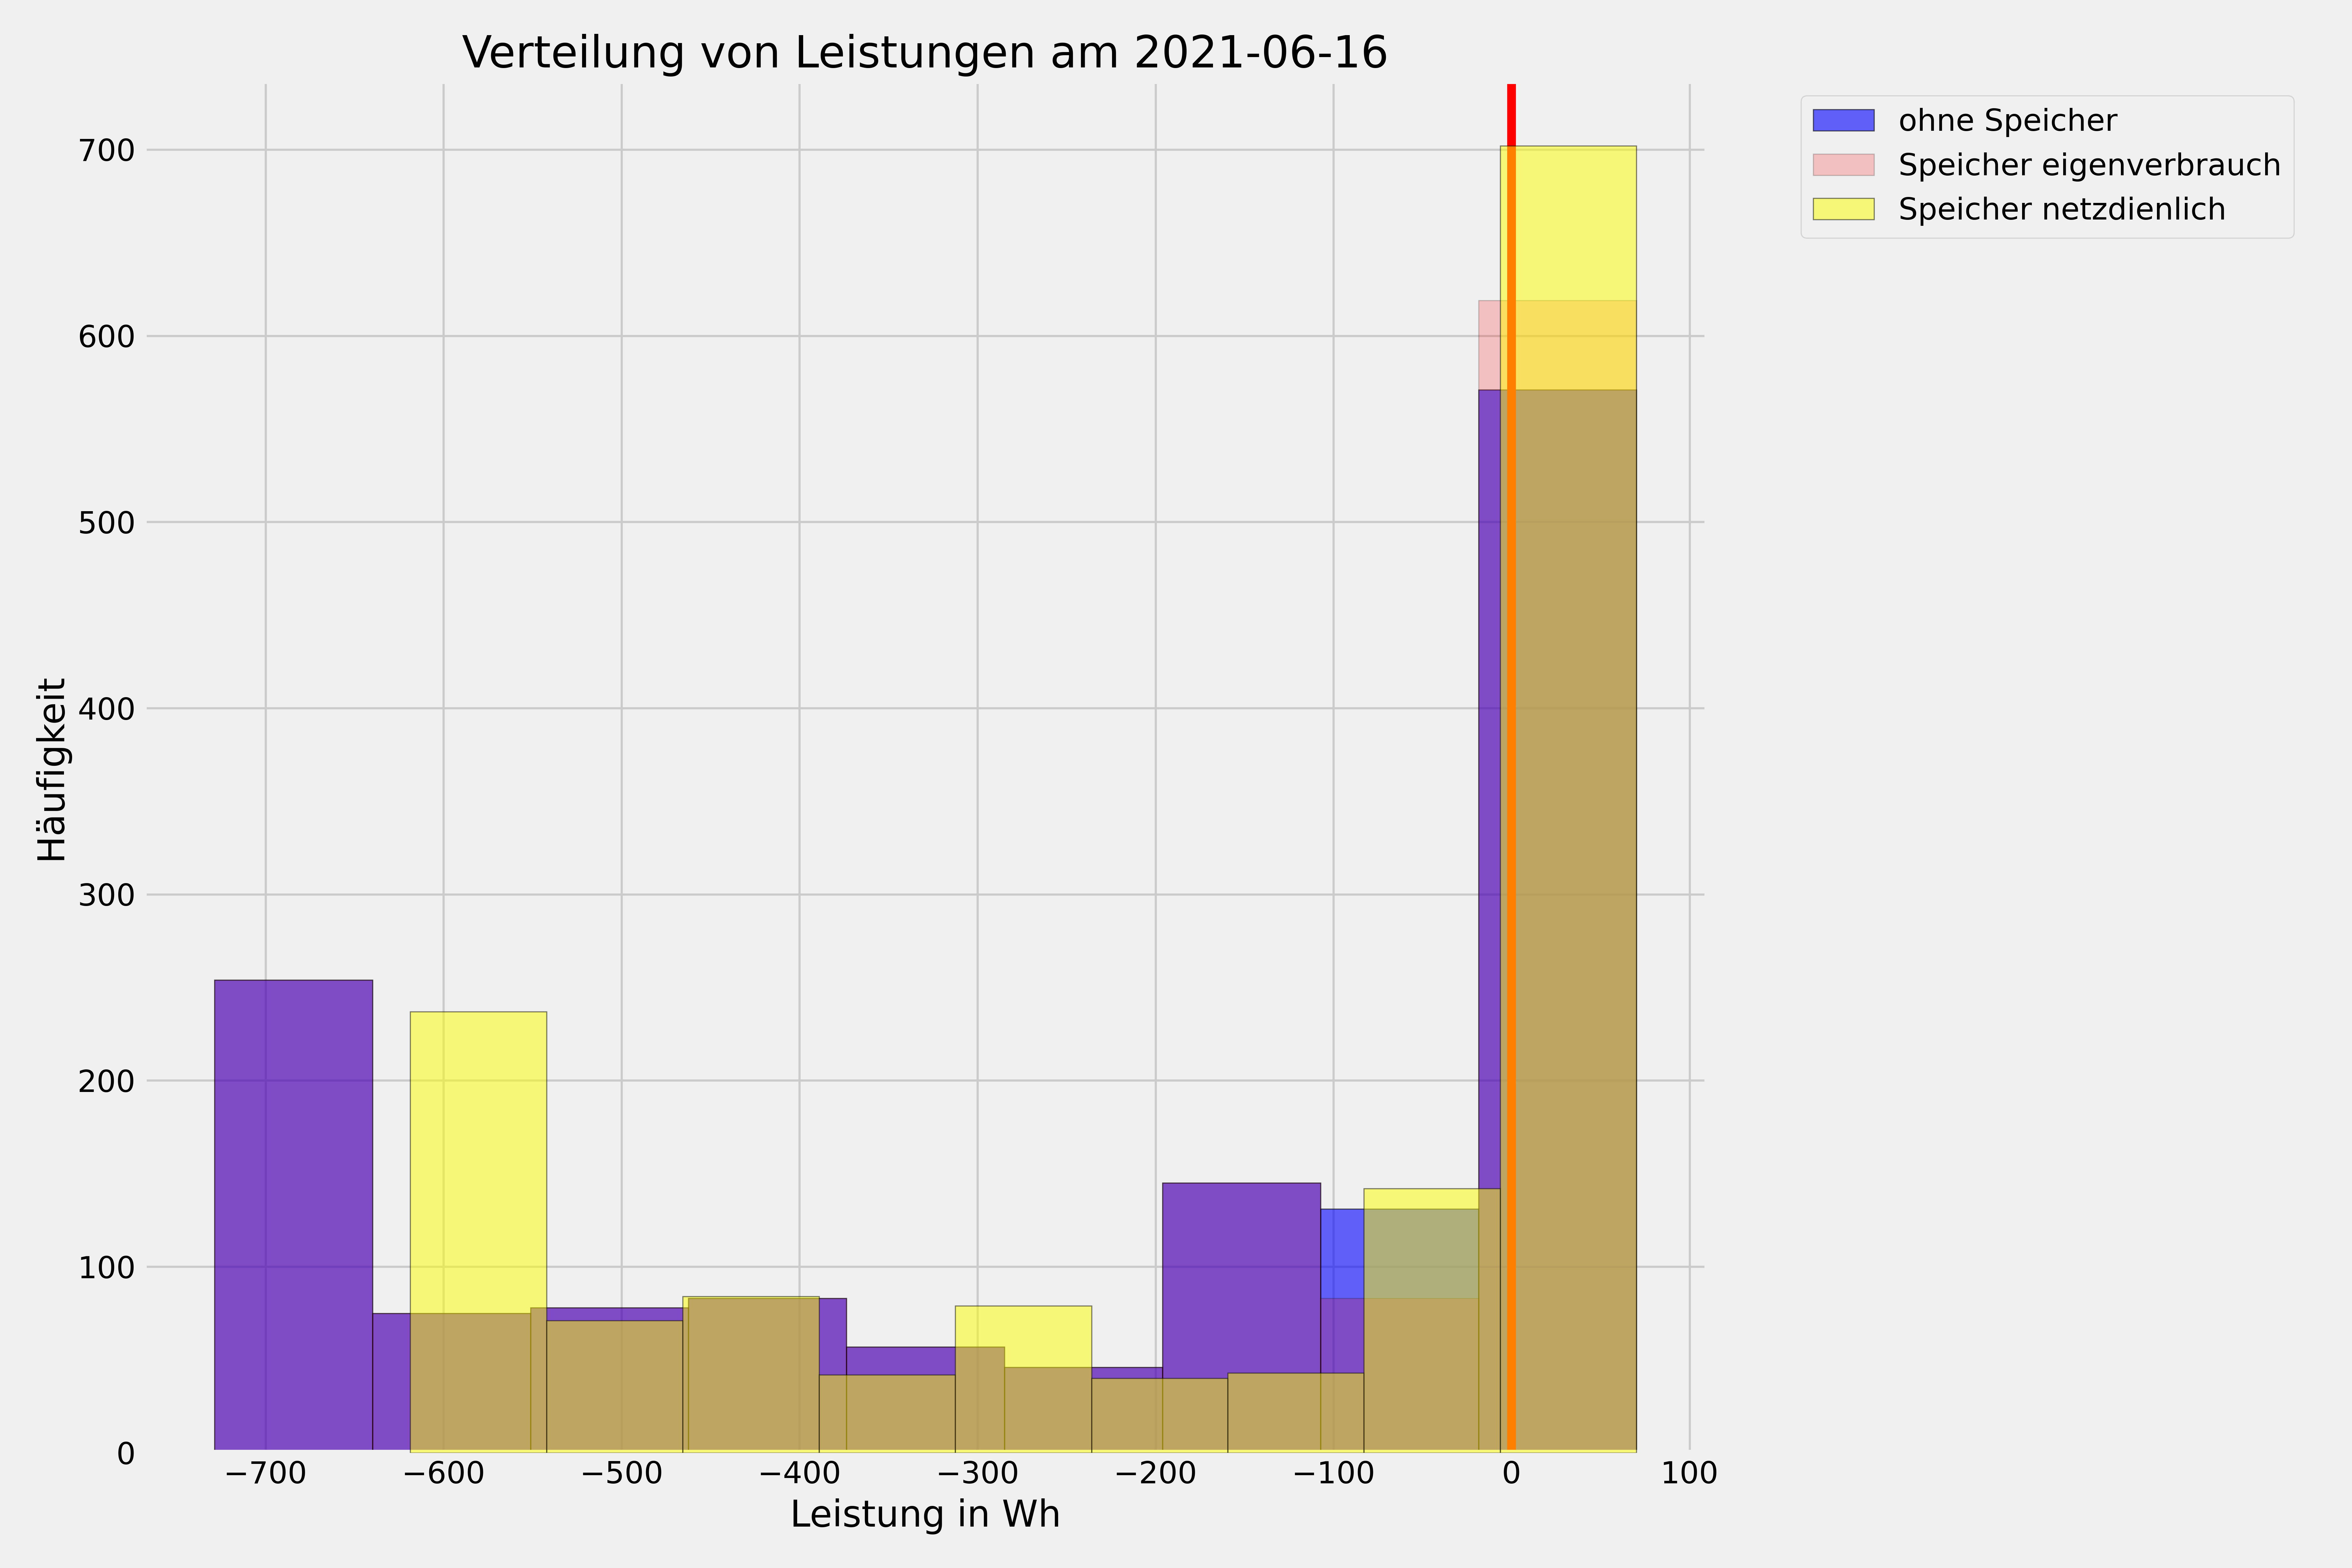 Verteilung von Leistungen am 2021-06-16
ohne Speicher
Speicher eigenverbrauch
Speicher netzdienlich
Häufigkeit
700
600
500
400
300
200
100
0
−700 −600 −500 −400 −300 −200 −100 0 100
Leistung in Wh